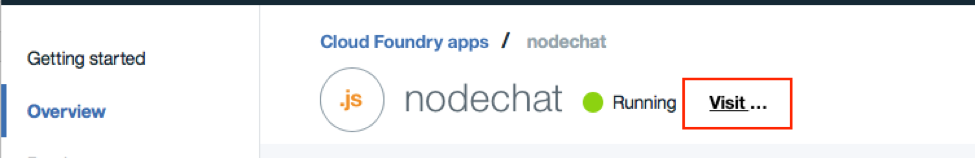 Cloud Foundry apps / nodechat
Getting started
.js nodechat Running Visit ...
Overview